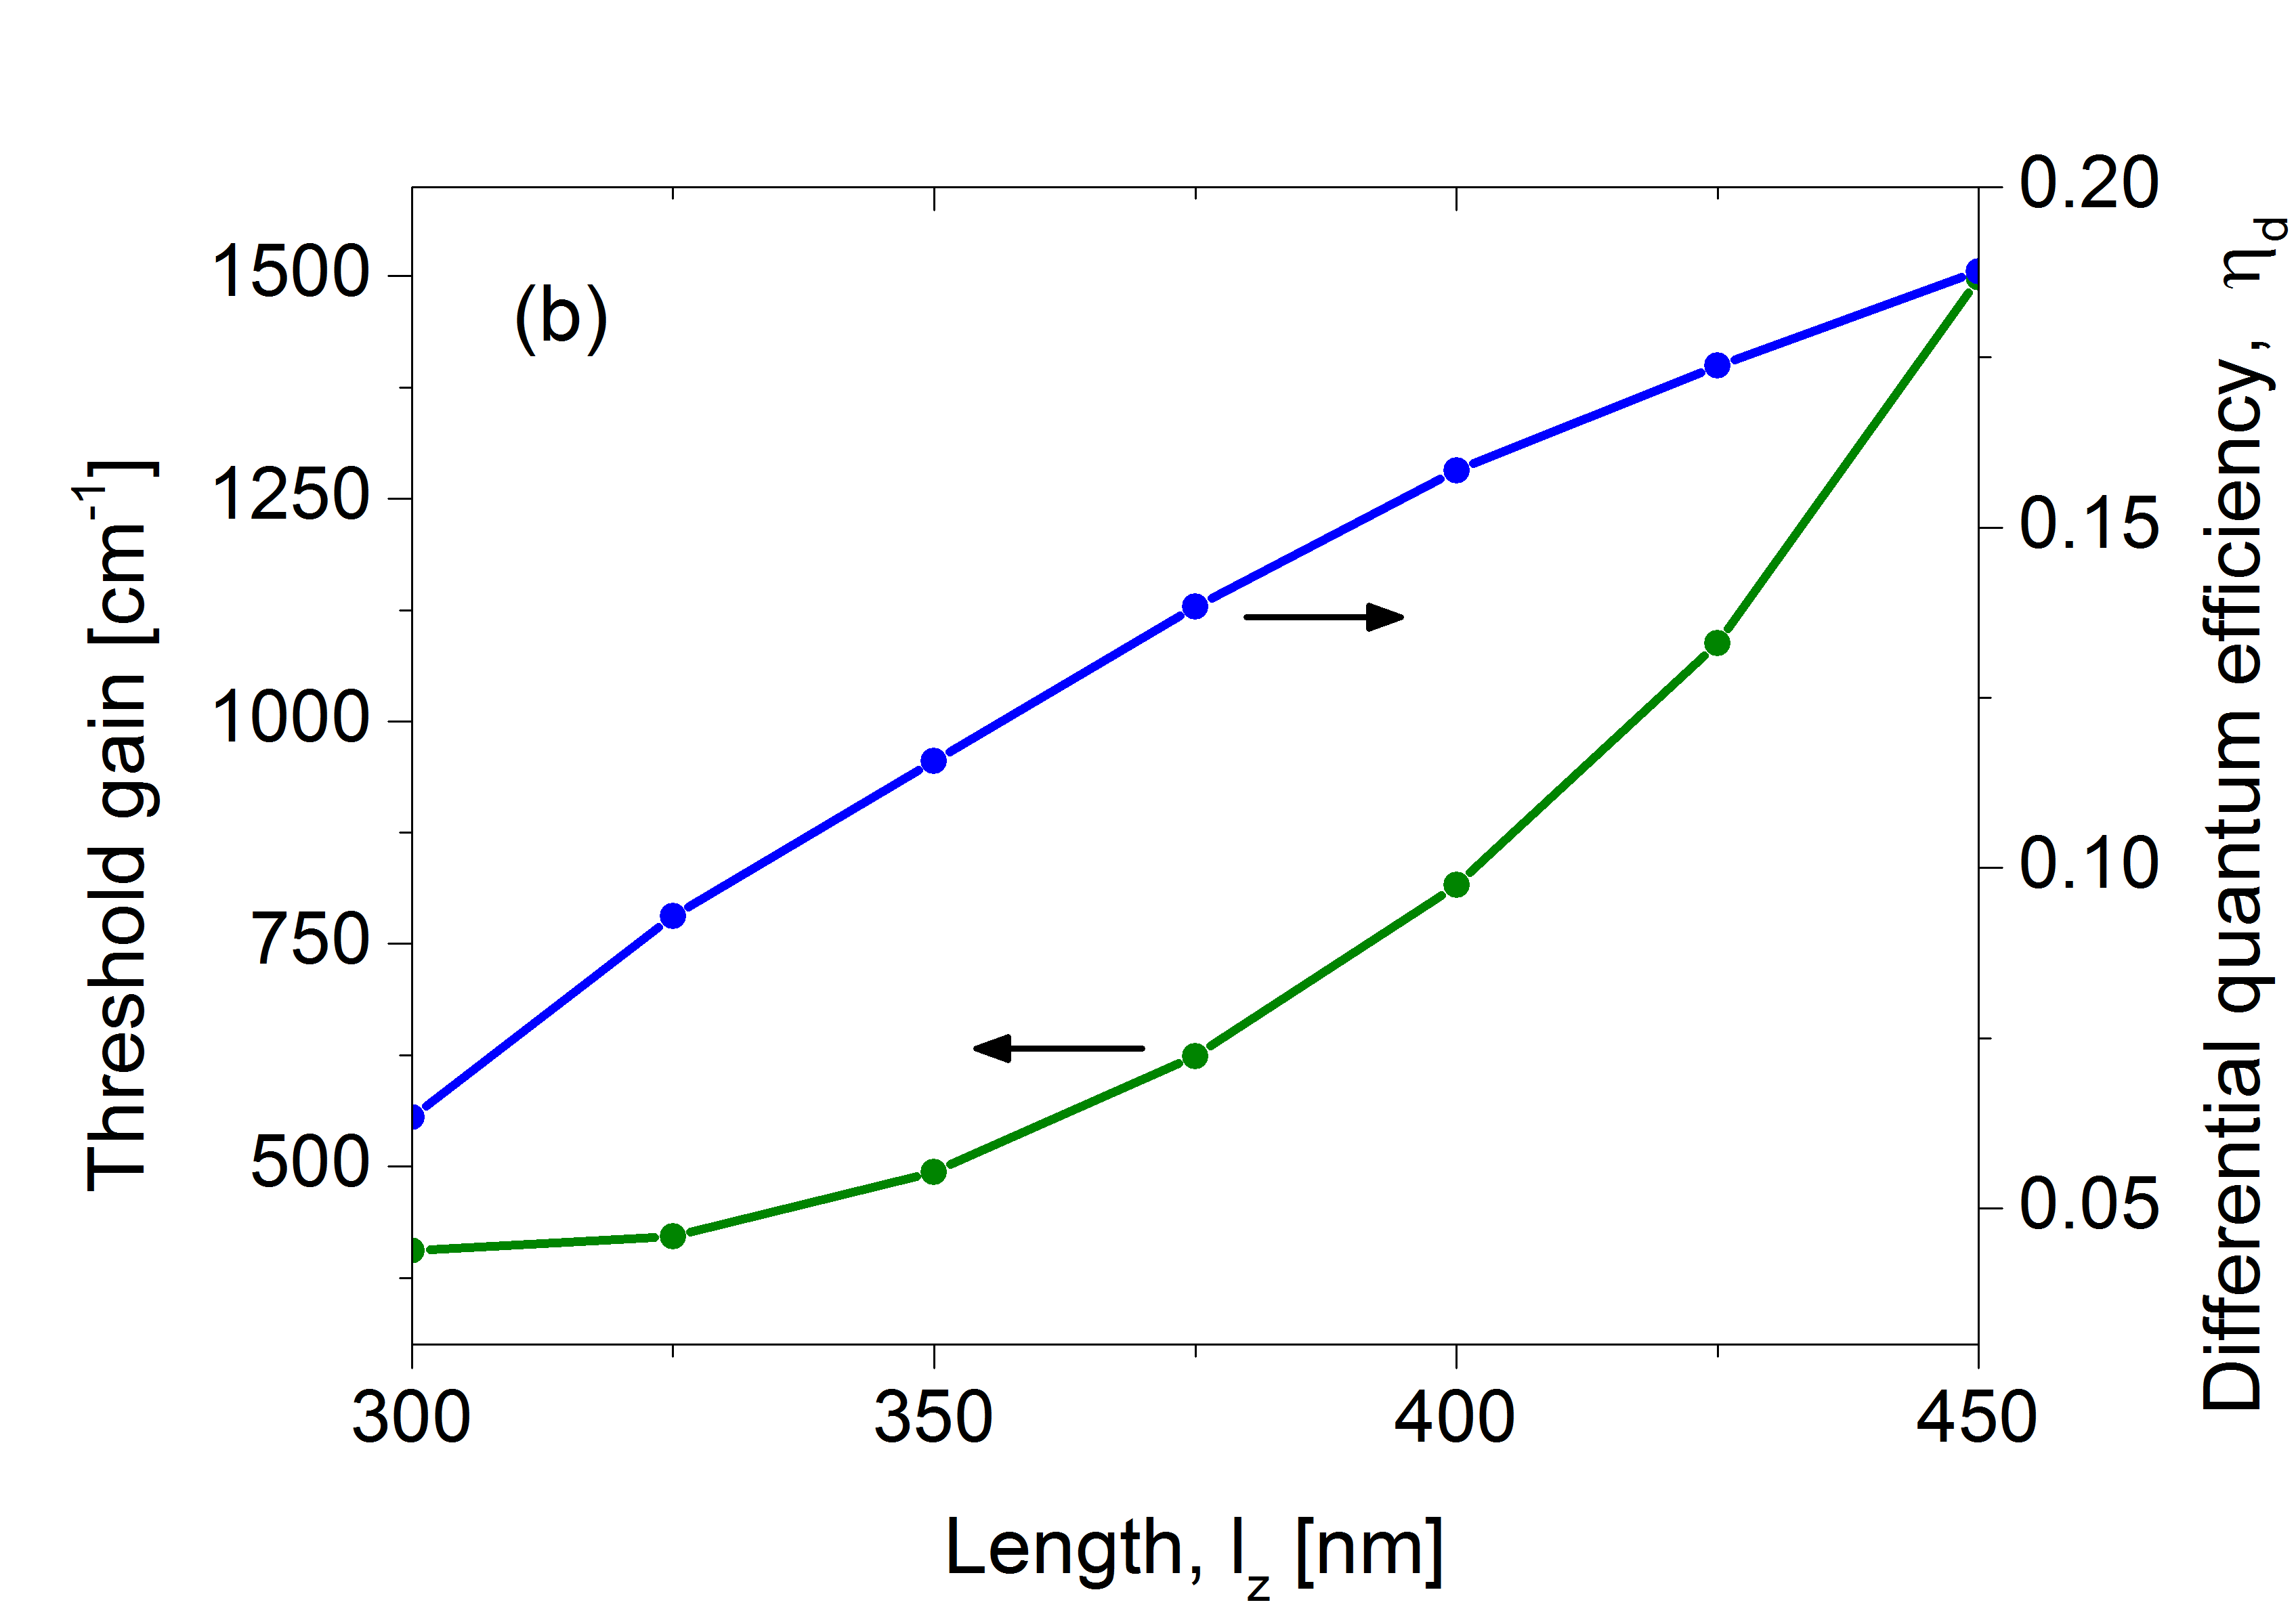 (b)
Threshold gain [cm-1]
1500
1250
1000
750
500
0.20
0.15
0.10
0.05
Differential quantum efficiency, ηd
300 350 400 450
Length, lz [nm]